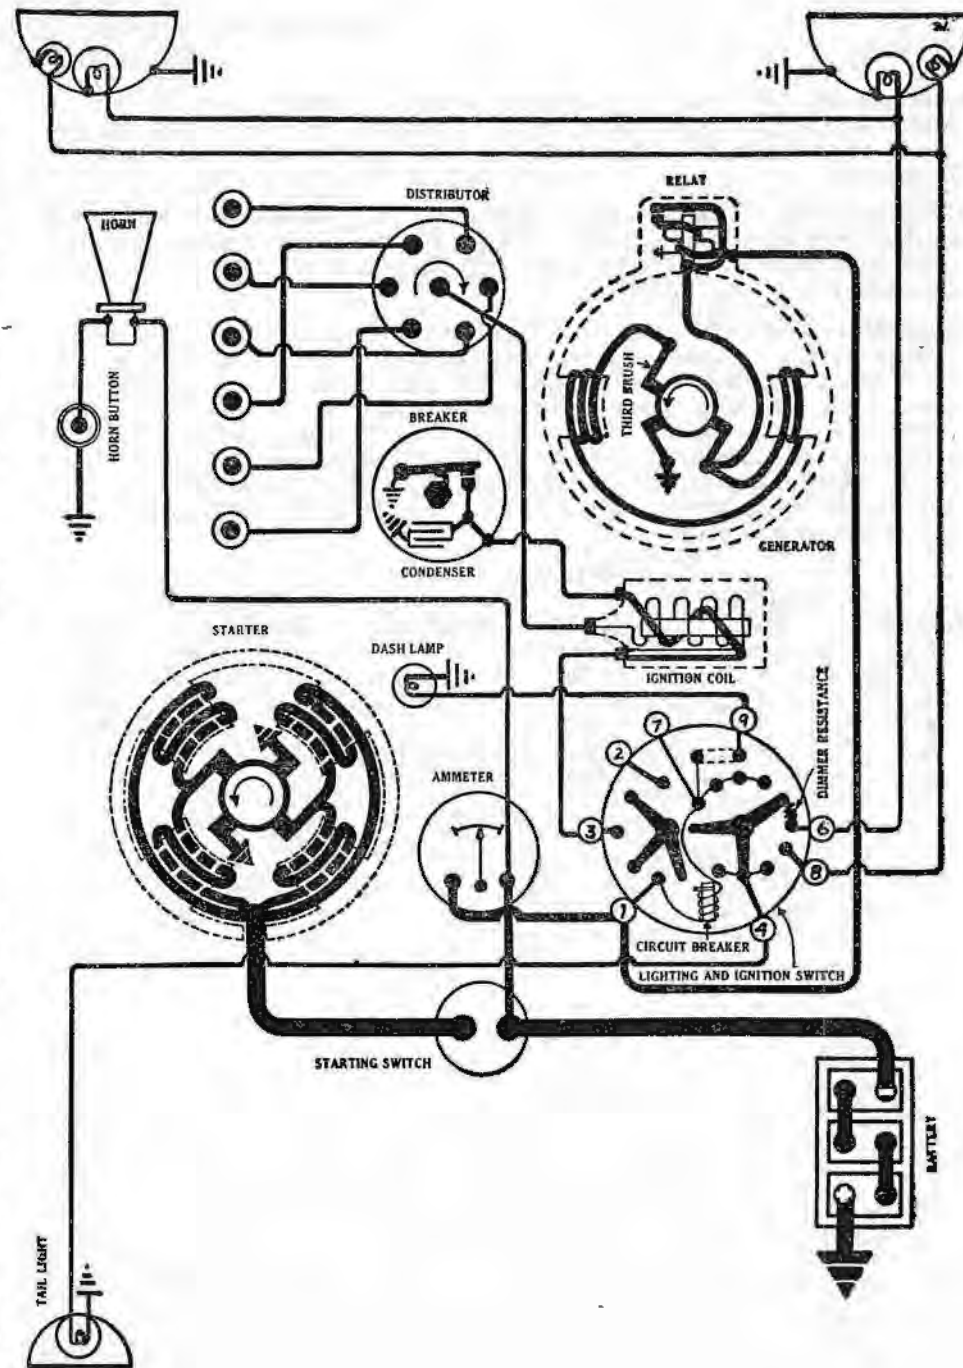 RELAY
DISTRIBUTOR
HORN
THIRD BRUSH
HORN BUTTON
BREAKER
GENERATOR
CONDENSER
STARTER
DASH LAMP
IGNITION COIL
DIMMER RESISTANCE
7
9
2
AMMETER
3
6
8
1
4
CIRCUIT BREAKER
LIGHTING AND IGNITION SWITCH
STARTING SWITCH
BATTERY
TAIL LIGHT